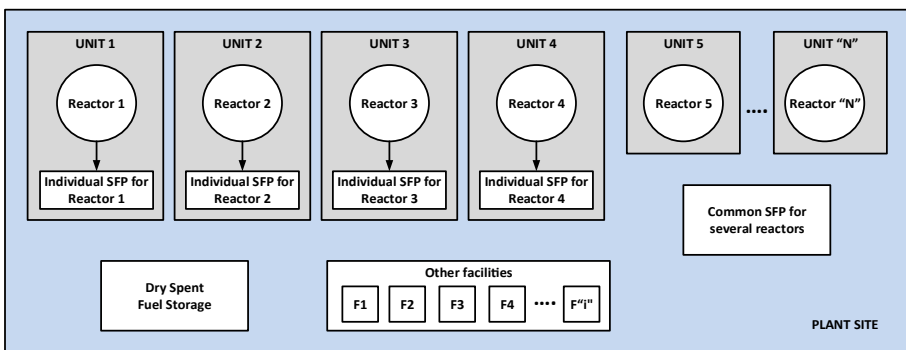 UNIT 1
Reactor 1
Individual SFP for
Reactor 1
UNIT 2
Reactor 2
Individual SFP for
Reactor 2
UNIT 3
Reactor 3
Individual SFP for
Reactor 3
UNIT 4
Reactor 4
Individual SFP for
Reactor 4
UNIT 5
Reactor 5
....
UNIT “N”
Reactor “N”
Common SFP for
several reactors
Dry Spent
Fuel Storage
Other facilities
F1 F2 F3 F4 .... F“i"
PLANT SITE